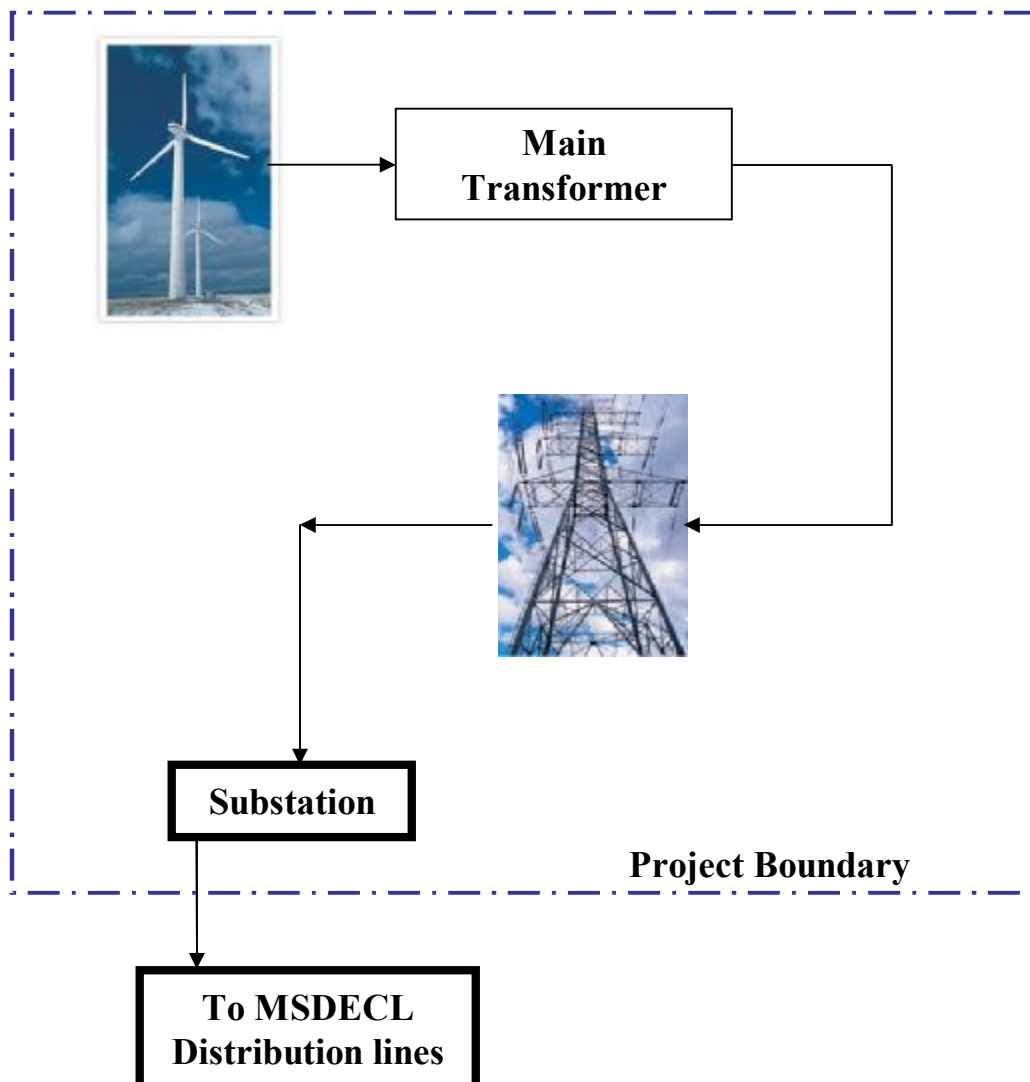 Main
Transformer
Substation
Project Boundary
To MSDECL
Distribution lines